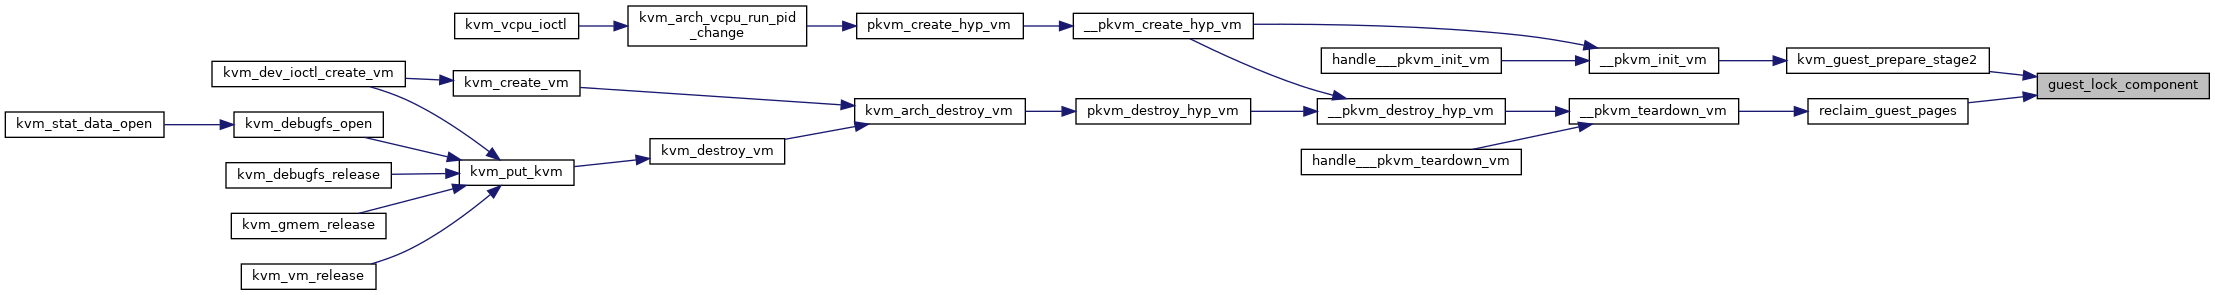 kvm_vcpu_ioctl
kvm_arch_vcpu_run_pid
_change
pkvm_create_hyp_vm
__pkvm_create_hyp_vm
handle___pkvm_init_vm
__pkvm_init_vm
kvm_guest_prepare_stage2
guest_lock_component
kvm_dev_ioctl_create_vm
kvm_create_vm
kvm_stat_data_open
kvm_debugfs_open
kvm_arch_destroy_vm
pkvm_destroy_hyp_vm
__pkvm_destroy_hyp_vm
__pkvm_teardown_vm
reclaim_guest_pages
kvm_destroy_vm
handle___pkvm_teardown_vm
kvm_debugfs_release
kvm_put_kvm
kvm_gmem_release
kvm_vm_release